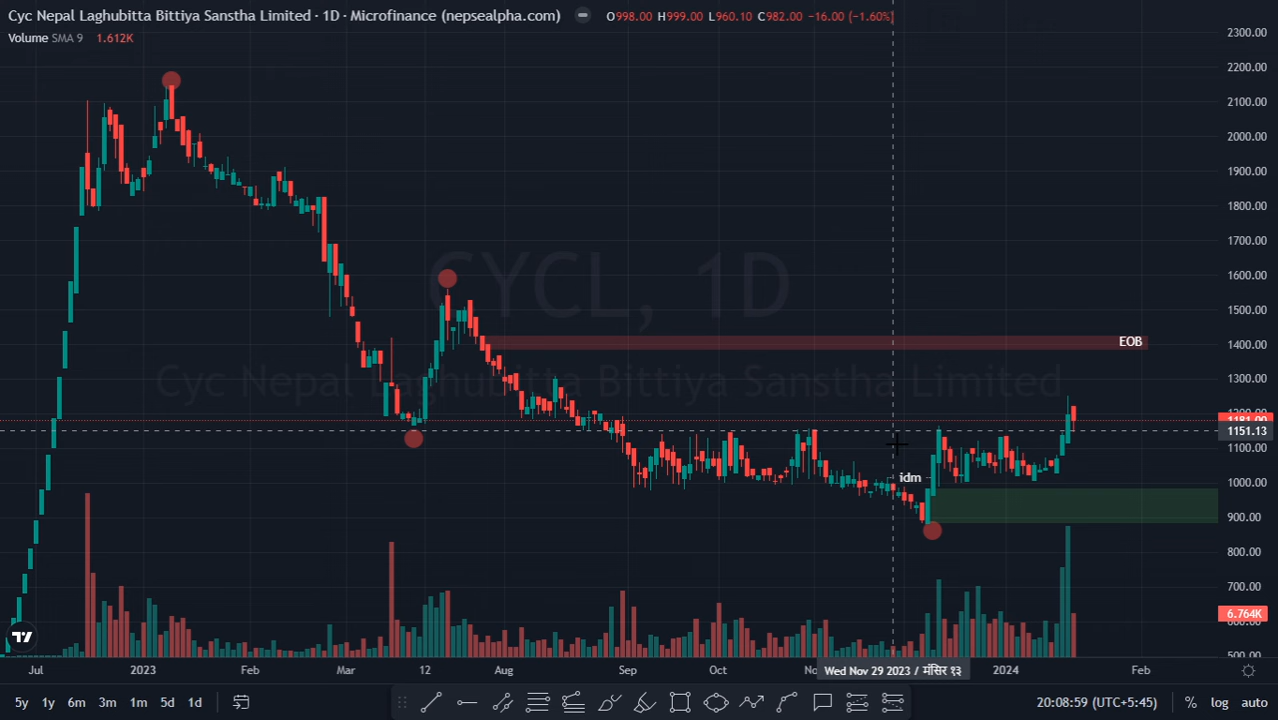 Cyc Nepal Laghubitta Bittiya Sanstha Limited · 1D · Microfinance (nepsealpha.com) O998.00 H999.00 L960.10 C982.00 -16.00 (-1.60%)
Volume SMA 9 1.612K
2300.00
2200.00
2100.00
2000.00
1900.00
1800.00
1700.00
1600.00
1500.00
1400.00
1300.00
1151.13
1100.00
1000.00
900.00
800.00
700.00
6.764K
500.00
CYCL, 1D
Cyc Nepal Laghubitta Bittiya Sanstha Limited
EOB
idm
Jul 2023 Feb Mar 12 Aug Sep Oct Wed Nov 29 2023 / मंसिर १३ 2024 Feb
5y 1y 6m 3m 1m 5d 1d 20:08:59 (UTC+5:45) % log auto